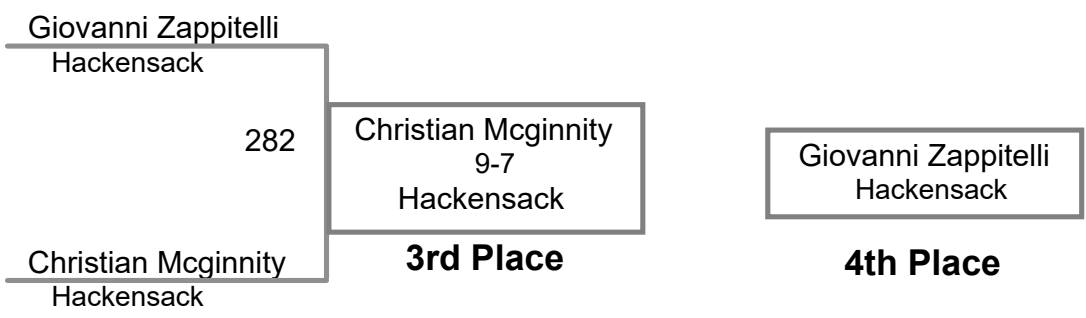 Giovanni Zappitelli
Hackensack
282
Christian Mcginnity
Hackensack
Christian Mcginnity
9-7
Hackensack
3rd Place
Giovanni Zappitelli
Hackensack
4th Place